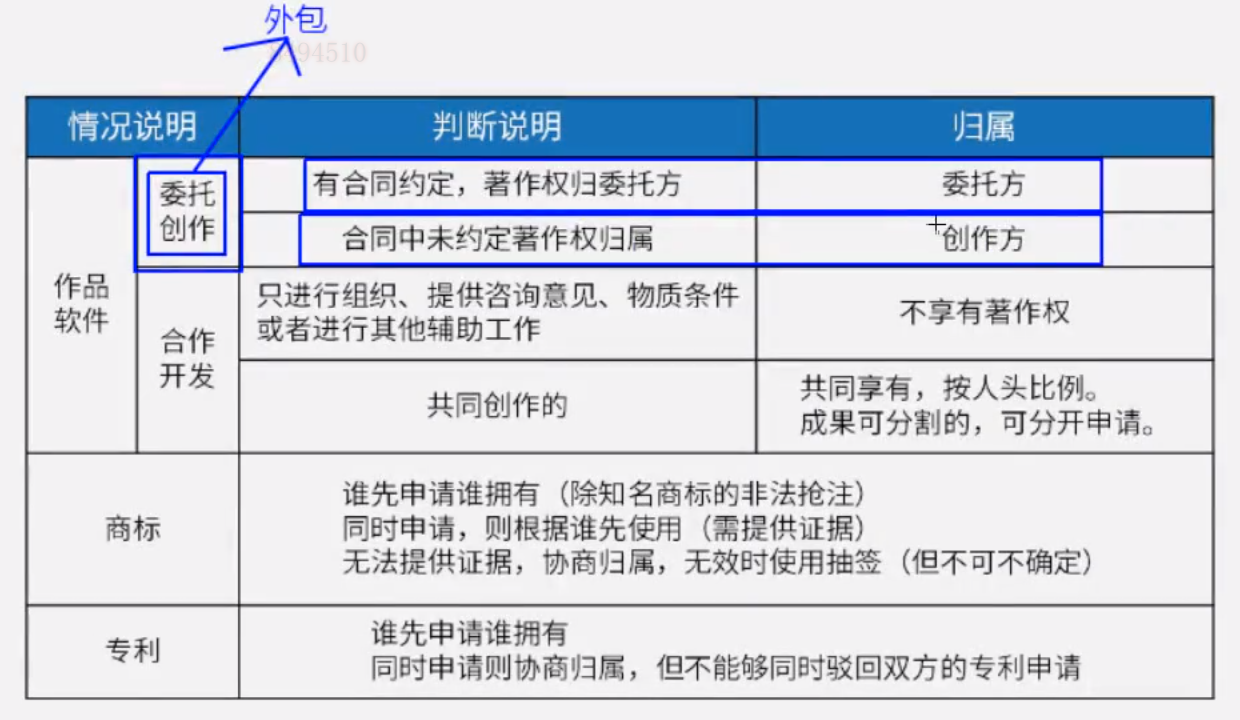 外包
情况说明 判断说明 归属
委托
创作
有合同约定，著作权归委托方 委托方
合同中未约定著作权归属 创作方
作品
软件
合作
开发
只进行组织、提供咨询意见、物质条件
或者进行其他辅助工作
不享有著作权
共同创作的
共同享有，按人头比例。
成果可分割的，可分开申请。
商标
谁先申请谁拥有（除知名商标的非法抢注）
同时申请，则根据谁先使用（需提供证据）
无法提供证据，协商归属，无效时使用抽签（但不可不确定）
专利
谁先申请谁拥有
同时申请则协商归属，但不能够同时驳回双方的专利申请